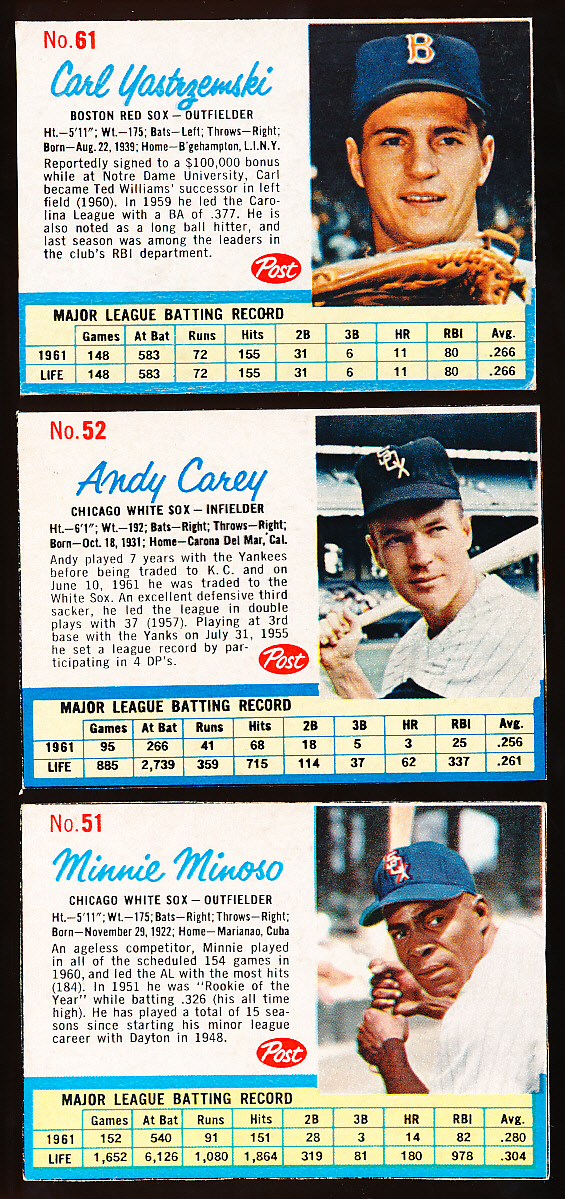 No.61
Carl Yastrzemski
BOSTON RED SOX – OUTFIELDER
Ht.–5'11"; Wt.–175; Bats–Left; Throws–Right;
Born–Aug. 22, 1939; Home–B'gehampton, L.I.N.Y.
Reportedly signed to a $100,000 bonus
while at Notre Dame University, Carl
became Ted Williams' successor in left
field (1960). In 1959 he led the Caro-
lina League with a BA of .377. He is
also noted as a long ball hitter, and
last season was among the leaders in
the club's RBI department.
Post
B
MAJOR LEAGUE BATTING RECORD
Games At Bat Runs Hits 2B 3B HR RBI Avg.
1961 148 583 72 155 31 6 11 80 .266
LIFE 148 583 72 155 31 6 11 80 .266
No.52
Andy Carey
CHICAGO WHITE SOX – INFIELDER
Ht.–6'1"; Wt.–192; Bats–Right; Throws–Right;
Born–Oct. 18, 1931; Home–Carona Del Mar, Cal.
Andy played 7 years with the Yankees
before being traded to K.C. and on
June 10, 1961 he was traded to the
White Sox. An excellent defensive third
sacker, he led the league in double
plays with 37 (1957). Playing at 3rd
base with the Yanks on July 31, 1955
he set a league record by par-
ticipating in 4 DP's.
Post
SOX
MAJOR LEAGUE BATTING RECORD
Games At Bat Runs Hits 2B 3B HR RBI Avg.
1961 95 266 41 68 18 5 3 25 .256
LIFE 885 2,739 359 715 114 37 62 337 .261
No.51
Minnie Minoso
CHICAGO WHITE SOX – OUTFIELDER
Ht.–5'11"; Wt.–175; Bats–Right; Throws–Right;
Born–November 29, 1922; Home–Marianao, Cuba
An ageless competitor, Minnie played
in all of the scheduled 154 games in
1960, and led the AL with the most hits
(184). In 1951 he was "Rookie of the
Year" while batting .326 (his all time
high). He has played a total of 15 sea-
sons since starting his minor league
career with Dayton in 1948.
Post
SOX
MAJOR LEAGUE BATTING RECORD
Games At Bat Runs Hits 2B 3B HR RBI Avg.
1961 152 540 91 151 28 3 14 82 .280
LIFE 1,652 6,126 1,080 1,864 319 81 180 978 .304